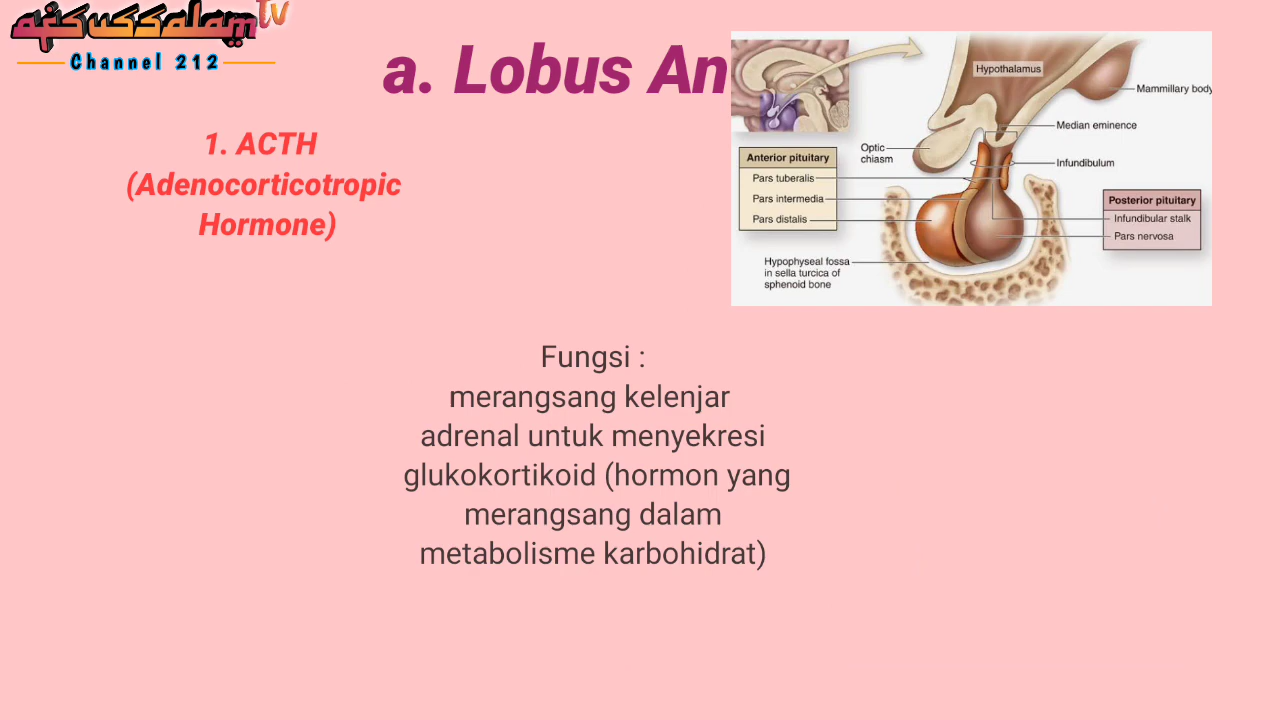 afsussalam TV
Channel 212
a. Lobus An
1. ACTH
(Adenocorticotropic
Hormone)
Hypothalamus
Mammillary body
Median eminence
Optic
chiasm
Infundibulum
Anterior pituitary
Pars tuberalis
Pars intermedia
Pars distalis
Posterior pituitary
Infundibular stalk
Pars nervosa
Hypophyseal fossa
in sella turcica of
sphenoid bone
Fungsi :
merangsang kelenjar
adrenal untuk menyekresi
glukokortikoid (hormon yang
merangsang dalam
metabolisme karbohidrat)